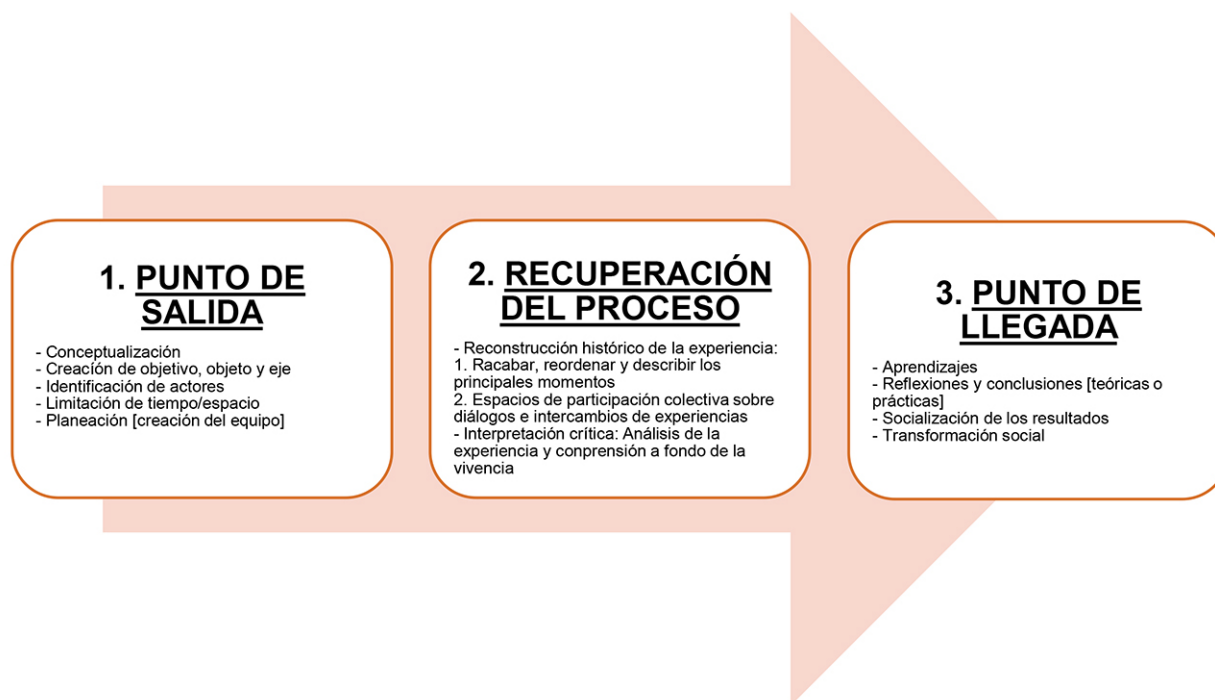 1. PUNTO DE
SALIDA
- Conceptualización
- Creación de objetivo, objeto y eje
- Identificación de actores
- Limitación de tiempo/espacio
- Planeación [creación del equipo]
2. RECUPERACIÓN
DEL PROCESO
- Reconstrucción histórico de la experiencia:
1. Racabar, reordenar y describir los
principales momentos
2. Espacios de participación colectiva sobre
diálogos e intercambios de experiencias
- Interpretación crítica: Análisis de la
experiencia y conprensión a fondo de la
vivencia
3. PUNTO DE
LLEGADA
- Aprendizajes
- Reflexiones y conclusiones [teóricas o
prácticas]
- Socialización de los resultados
- Transformación social